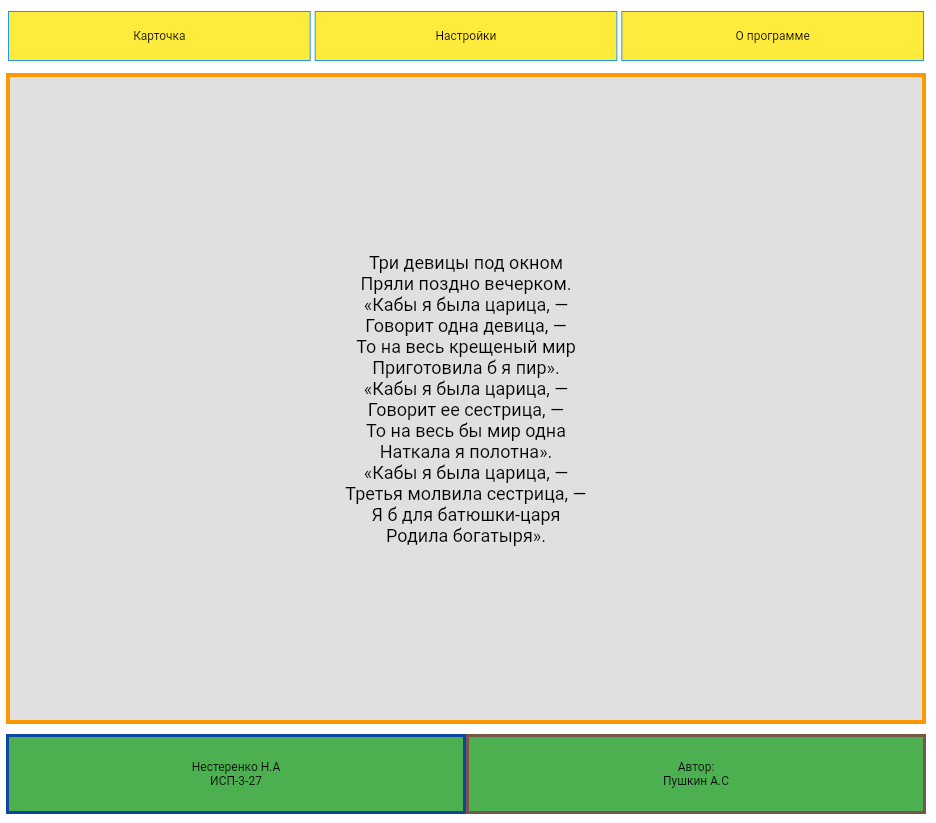 Карточка
Настройки
О программе
Три девицы под окном
Пряли поздно вечерком.
«Кабы я была царица, —
Говорит одна девица, —
То на весь крещеный мир
Приготовила б я пир».
«Кабы я была царица, —
Говорит ее сестрица, —
То на весь бы мир одна
Наткала я полотна».
«Кабы я была царица, —
Третья молвила сестрица, —
Я б для батюшки-царя
Родила богатыря».
Нестеренко Н.А
ИСП-3-27
Автор:
Пушкин А.С